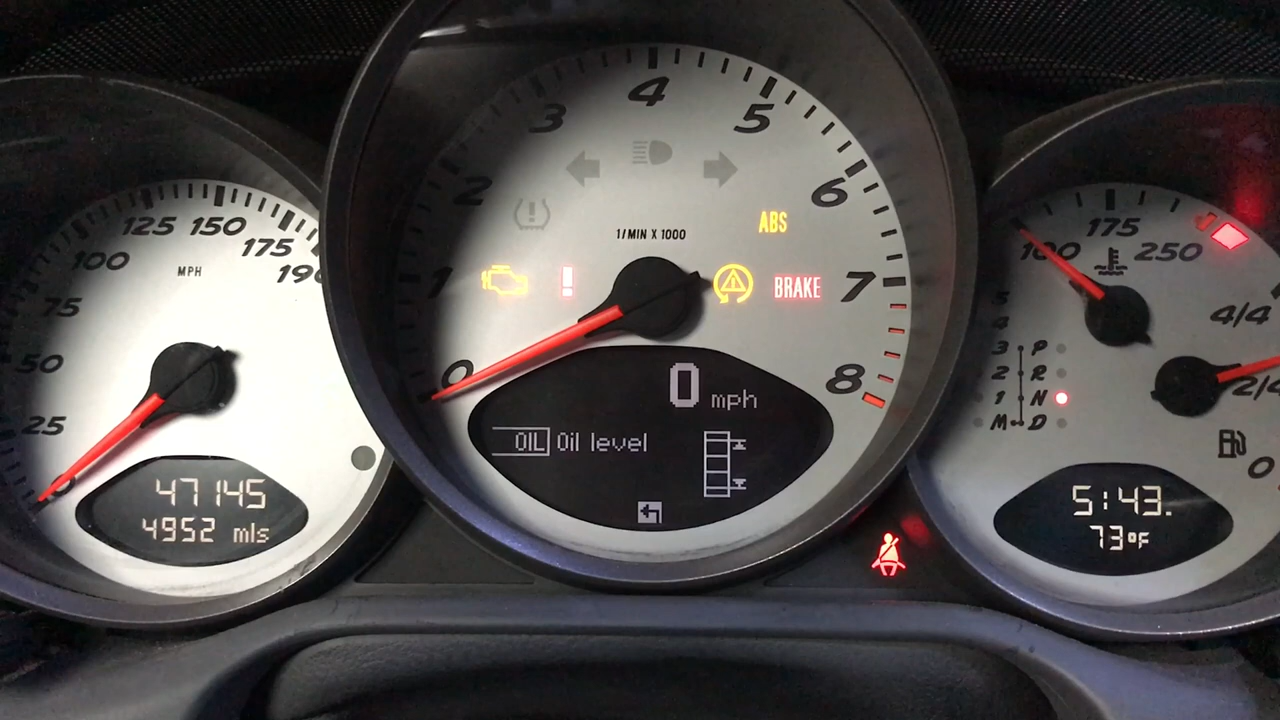 25
50
75
100
125
150
175
190
MPH
0
47145
4952 mls
0
1
2
3
4
5
6
7
8
1/MIN X 1000
ABS
!
BRAKE
0 mph
OIL Oil level
100
175
250
5
4
3 P
2 R
1 N
M D
4/4
2/4
0
5:43.
73°F